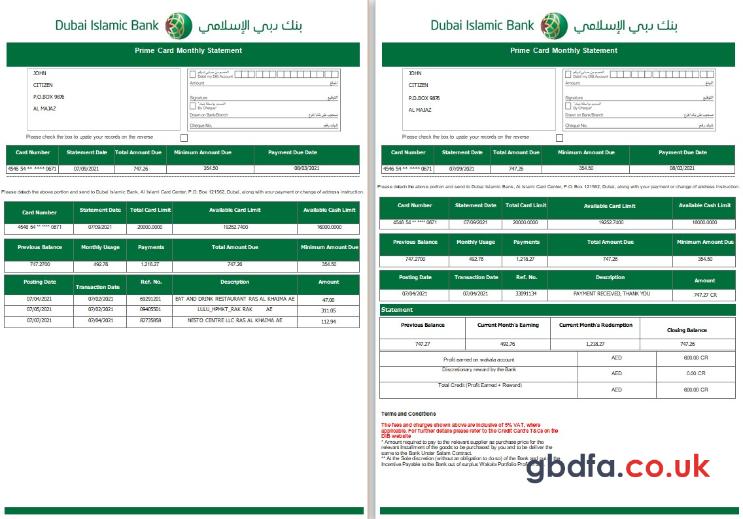 Dubai Islamic Bank بنك دبي الإسلامي
Prime Card Monthly Statement
JOHN
CITIZEN
P.O.BOX 9876
AL MAJAZ
Debit my DIB Account
Amount
Signature التوقيع
By Cheque*
Drawn on Bank/Branch
Cheque No.
Please check the box to upate your records on the reverse
Card Number Statement Date Total Amount Due Minimum Amount Due Payment Due Date
4546 54 ** **** 0671 07/09/2021 747.26 354.50 08/03/2021
Please detach the above portion and send to Dubai Islamic Bank, Al Islami Card Center, P.O. Box 121562, Dubai, along with your payment or change of address instruction
Card Number Statement Date Total Card Limit Available Card Limit Available Cash Limit
4546 54 ** **** 0671 07/09/2021 20000.0000 19252.7400 16000.0000
Previous Balance Monthly Usage Payments Total Amount Due Minimum Amount Due
747.2700 492.76 1,218.27 747.26 354.50
Posting Date Transaction Date Ref. No. Description Amount
07/04/2021 07/02/2021 69291201 EAT AND DRINK RESTAURANT RAS AL KHAIMA AE 47.00
07/05/2021 07/02/2021 09405501 LULU_HPMKT_RAK RAK AE 311.05
07/02/2021 07/04/2021 82735858 NESTO CENTRE LLC RAS AL KHAIMA AE 112.94
Dubai Islamic Bank بنك دبي الإسلامي
Prime Card Monthly Statement
JOHN
CITIZEN
P.O.BOX 9876
AL MAJAZ
Debit my DIB Account
Amount
Signature التوقيع
By Cheque*
Drawn on Bank/Branch
Cheque No.
Please check the box to upate your records on the reverse
Card Number Statement Date Total Amount Due Minimum Amount Due Payment Due Date
4546 54 ** **** 0671 07/09/2021 747.26 354.50 08/03/2021
Please detach the above portion and send to Dubai Islamic Bank, Al Islami Card Center, P.O. Box 121562, Dubai, along with your payment or change of address instruction
Card Number Statement Date Total Card Limit Available Card Limit Available Cash Limit
4546 54 ** **** 0671 07/09/2021 20000.0000 19252.7400 16000.0000
Previous Balance Monthly Usage Payments Total Amount Due Minimum Amount Due
747.2700 492.76 1,218.27 747.26 354.50
Posting Date Transaction Date Ref. No. Description Amount
07/04/2021 07/04/2021 33091134 PAYMENT RECEIVED, THANK YOU 747.27 CR
Statement
Previous Balance Current Month's Earning Current Month's Redemption Closing Balance
747.27 492.76 1,218.27 747.26
Profit earned on wakala account AED 600.00 CR
Discretionary reward by the Bank AED 0.00 CR
Total Credit (Profit Earned + Reward) AED 600.00 CR
Terms and Conditions
The fees and charges shown above are inclusive of 5% VAT, where
applicable. For further details please refer to the Credit Card's T&Cs on the
DIB website
* Amount required to pay to the relevant supplier as purchase price for the
relevant installment of the goods to be purchased by you and to be deliver the
same to the Bank Under Salam Contract.
** At the Sole discretion (without an obligation to do so) of the Bank and out of the
Incentive Payable to the Bank out of surplus Wakala Portfolio
gbdfa.co.uk